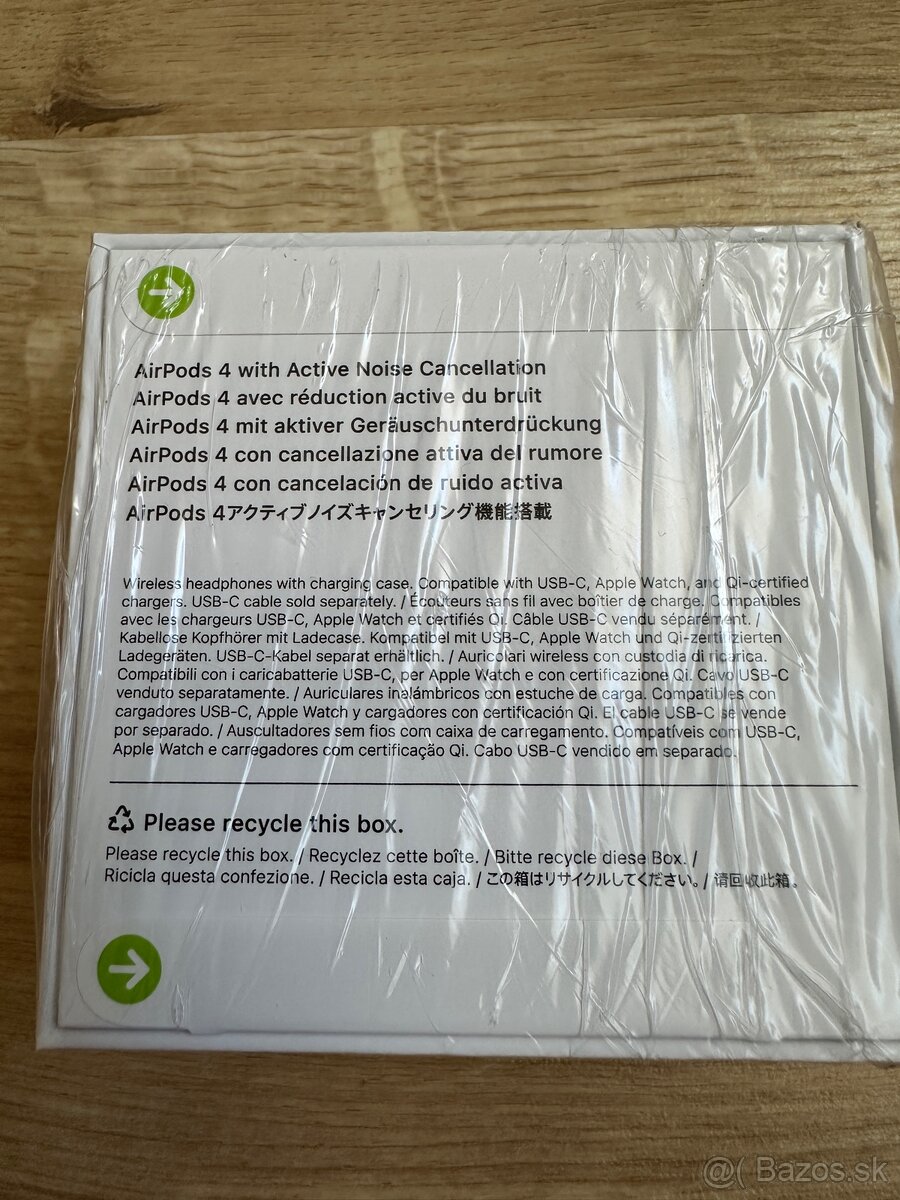 AirPods 4 with Active Noise Cancellation
AirPods 4 avec réduction active du bruit
AirPods 4 mit aktiver Geräuschunterdrückung
AirPods 4 con cancellazione attiva del rumore
AirPods 4 con cancelación de ruido activa
AirPods 4アクティブノイズキャンセリング機能搭載
Wireless headphones with charging case. Compatible with USB-C, Apple Watch, and Qi-certified
chargers. USB-C cable sold separately. / Écouteurs sans fil avec boîtier de charge. Compatibles
avec les chargeurs USB-C, Apple Watch et certifiés Qi. Câble USB-C vendu séparément. /
Kabellose Kopfhörer mit Ladecase. Kompatibel mit USB-C, Apple Watch und Qi-zertifizierten
Ladegeräten. USB-C-Kabel separat erhältlich. / Auricolari wireless con custodia di ricarica.
Compatibili con i caricabatterie USB-C, per Apple Watch e con certificazione Qi. Cavo USB-C
venduto separatamente. / Auriculares inalámbricos con estuche de carga. Compatibles con
cargadores USB-C, Apple Watch y cargadores con certificación Qi. El cable USB-C se vende
por separado. / Auscultadores sem fios com caixa de carregamento. Compatíveis com USB-C,
Apple Watch e carregadores com certificação Qi. Cabo USB-C vendido em separado.
Please recycle this box.
Please recycle this box. / Recyclez cette boîte. / Bitte recycle diese Box. /
Ricicla questa confezione. / Recicla esta caja. / この箱はリサイクルしてください。/ 请回收此箱。
@( Bazos.sk